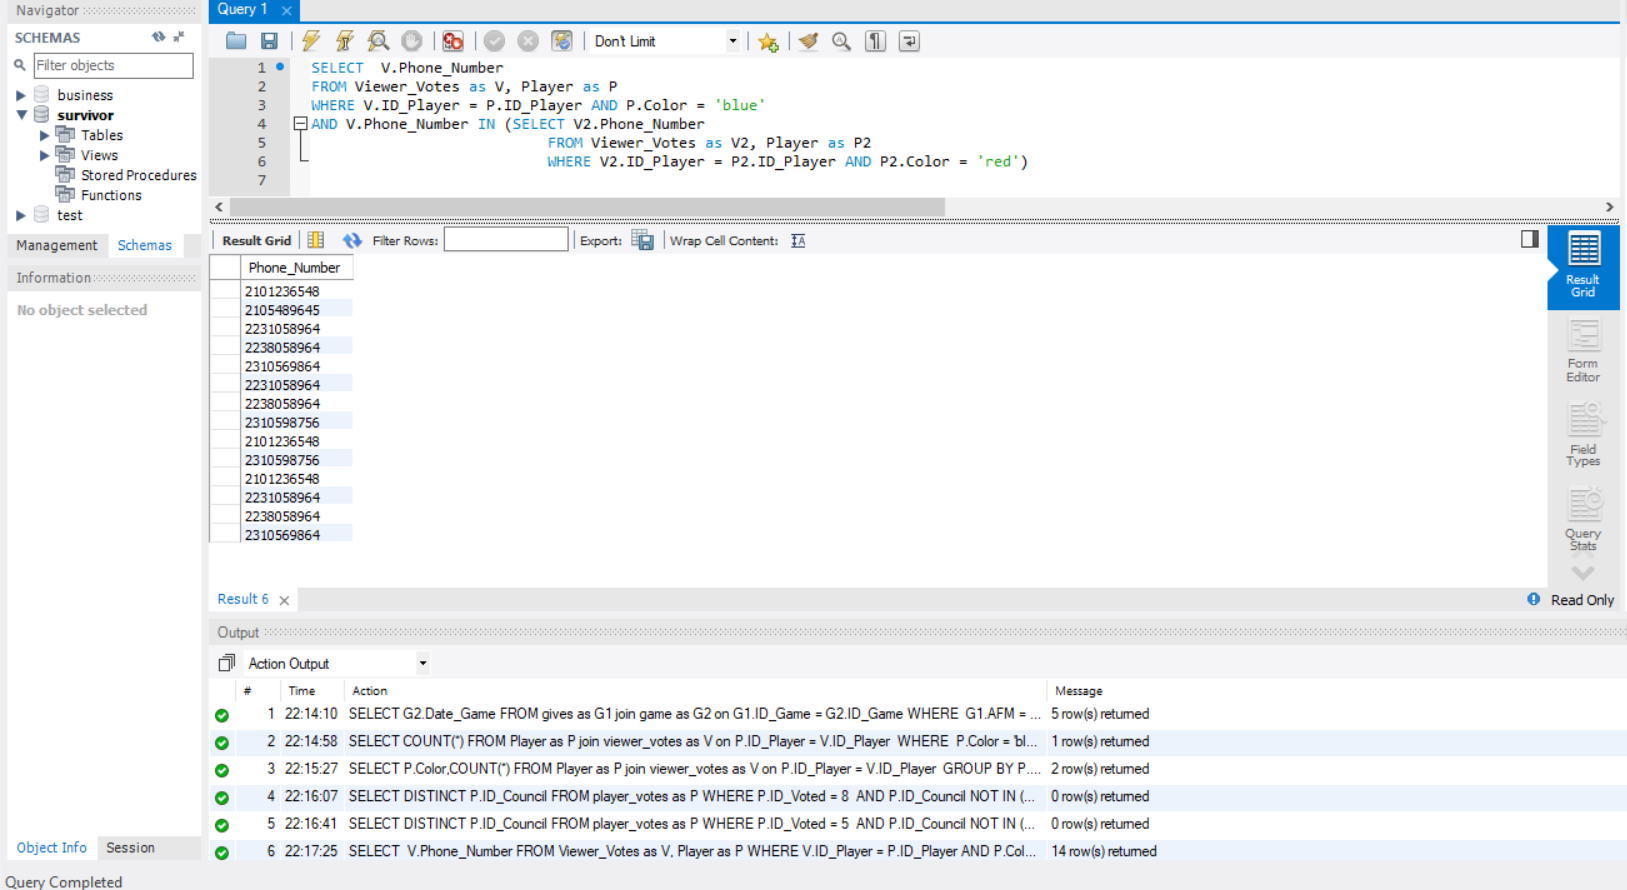 Navigator
SCHEMAS
Filter objects
business
survivor
Tables
Views
Stored Procedures
Functions
test
Management Schemas
Information
No object selected
Object Info Session
Query Completed
Query 1
Don't Limit
1 SELECT V.Phone_Number
2 FROM Viewer_Votes as V, Player as P
3 WHERE V.ID_Player = P.ID_Player AND P.Color = 'blue'
4 AND V.Phone_Number IN (SELECT V2.Phone_Number
5 FROM Viewer_Votes as V2, Player as P2
6 WHERE V2.ID_Player = P2.ID_Player AND P2.Color = 'red')
7
Result Grid Filter Rows: Export: Wrap Cell Content: IA
Phone_Number
2101236548
2105489645
2231058964
2238058964
2310569864
2231058964
2238058964
2310598756
2101236548
2310598756
2101236548
2231058964
2238058964
2310569864
Result
Grid
Form
Editor
Field
Types
Query
Stats
Result 6
Read Only
Output
Action Output
# Time Action Message
1 22:14:10 SELECT G2.Date_Game FROM gives as G1 join game as G2 on G1.ID_Game = G2.ID_Game WHERE G1.AFM = ... 5 row(s) returned
2 22:14:58 SELECT COUNT(*) FROM Player as P join viewer_votes as V on P.ID_Player = V.ID_Player WHERE P.Color = 'bl... 1 row(s) returned
3 22:15:27 SELECT P.Color,COUNT(*) FROM Player as P join viewer_votes as V on P.ID_Player = V.ID_Player GROUP BY P.... 2 row(s) returned
4 22:16:07 SELECT DISTINCT P.ID_Council FROM player_votes as P WHERE P.ID_Voted = 8 AND P.ID_Council NOT IN (... 0 row(s) returned
5 22:16:41 SELECT DISTINCT P.ID_Council FROM player_votes as P WHERE P.ID_Voted = 5 AND P.ID_Council NOT IN (... 0 row(s) returned
6 22:17:25 SELECT V.Phone_Number FROM Viewer_Votes as V, Player as P WHERE V.ID_Player = P.ID_Player AND P.Col... 14 row(s) returned